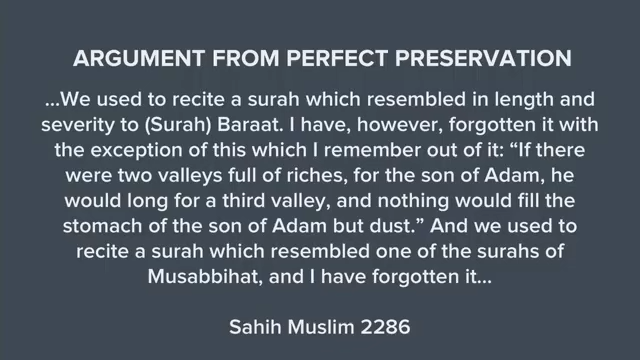 ARGUMENT FROM PERFECT PRESERVATION
...We used to recite a surah which resembled in length and
severity to (Surah) Baraat. I have, however, forgotten it with
the exception of this which I remember out of it: “If there
were two valleys full of riches, for the son of Adam, he
would long for a third valley, and nothing would fill the
stomach of the son of Adam but dust.” And we used to
recite a surah which resembled one of the surahs of
Musabbihat, and I have forgotten it...
Sahih Muslim 2286